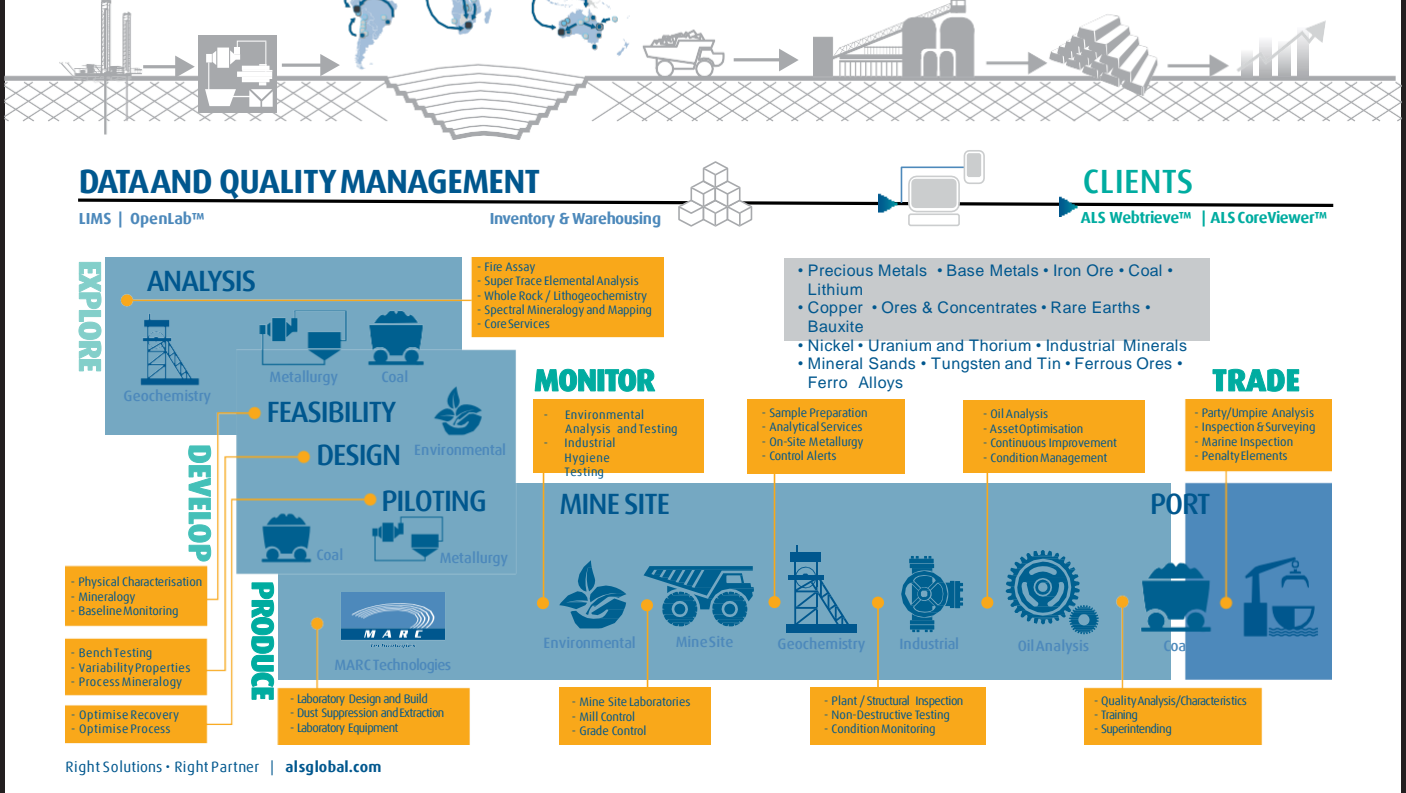 DATA AND QUALITY MANAGEMENT
LIMS | OpenLab™
Inventory & Warehousing
CLIENTS
ALS Webtrieve™ | ALS CoreViewer™
EXPLORE
ANALYSIS
Geochemistry
Metallurgy
Coal
- Fire Assay
- Super Trace Elemental Analysis
- Whole Rock / Lithogeochemistry
- Spectral Mineralogy and Mapping
- Core Services
• Precious Metals • Base Metals • Iron Ore • Coal •
Lithium
• Copper • Ores & Concentrates • Rare Earths •
Bauxite
• Nickel • Uranium and Thorium • Industrial Minerals
• Mineral Sands • Tungsten and Tin • Ferrous Ores •
Ferro Alloys
DEVELOP
FEASIBILITY
DESIGN
PILOTING
Environmental
Coal
Metallurgy
- Physical Characterisation
- Mineralogy
- Baseline Monitoring
- Bench Testing
- Variability Properties
- Process Mineralogy
- Optimise Recovery
- Optimise Process
MONITOR
- Environmental
Analysis and Testing
- Industrial
Hygiene
Testing
- Sample Preparation
- Analytical Services
- On-Site Metallurgy
- Control Alerts
- Oil Analysis
- Asset Optimisation
- Continuous Improvement
- Condition Management
TRADE
- Party/Umpire Analysis
- Inspection & Surveying
- Marine Inspection
- Penalty Elements
PRODUCE
MINE SITE
PORT
MARC
Technologies
MARC Technologies
Environmental
Mine Site
Geochemistry
Industrial
Oil Analysis
Coa
- Laboratory Design and Build
- Dust Suppression and Extraction
- Laboratory Equipment
- Mine Site Laboratories
- Mill Control
- Grade Control
- Plant / Structural Inspection
- Non-Destructive Testing
- Condition Monitoring
- Quality Analysis/Characteristics
- Training
- Superintending
Right Solutions • Right Partner | alsglobal.com